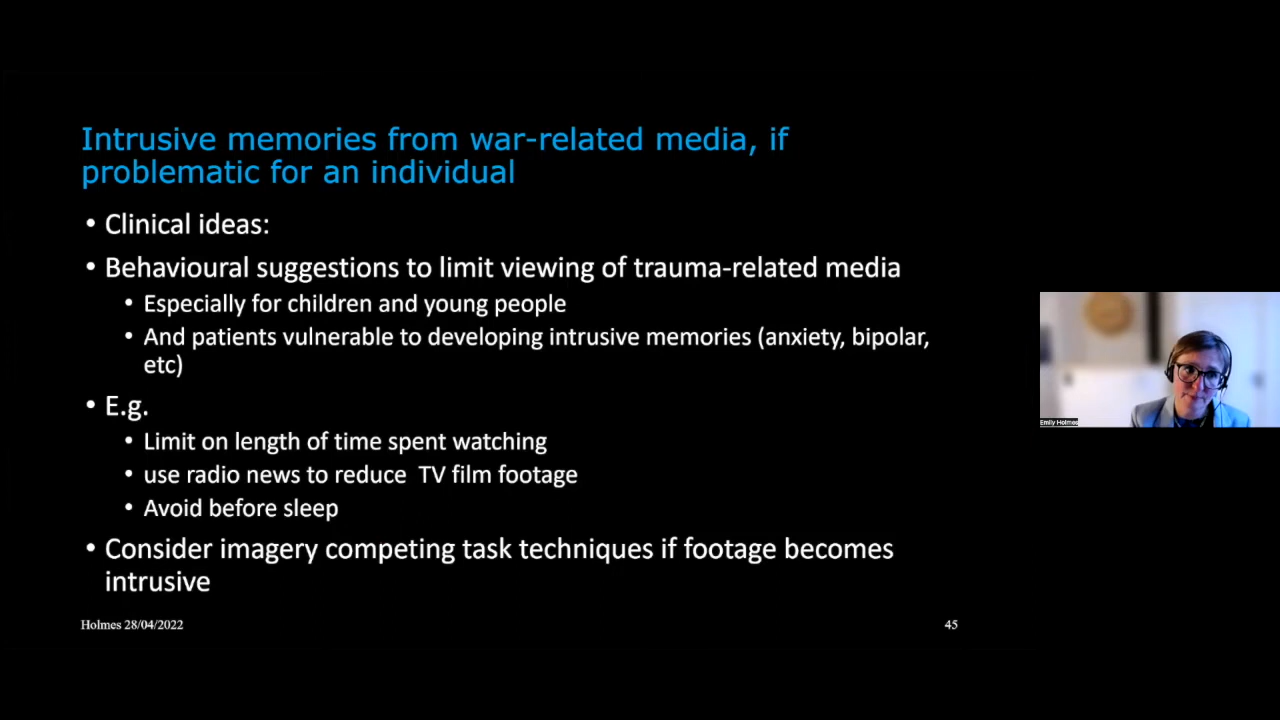 Intrusive memories from war-related media, if
problematic for an individual
• Clinical ideas:
• Behavioural suggestions to limit viewing of trauma-related media
• Especially for children and young people
• And patients vulnerable to developing intrusive memories (anxiety, bipolar,
etc)
• E.g.
• Limit on length of time spent watching
• use radio news to reduce  TV film footage
• Avoid before sleep
• Consider imagery competing task techniques if footage becomes
intrusive
Holmes 28/04/2022
45
Emily Holmes